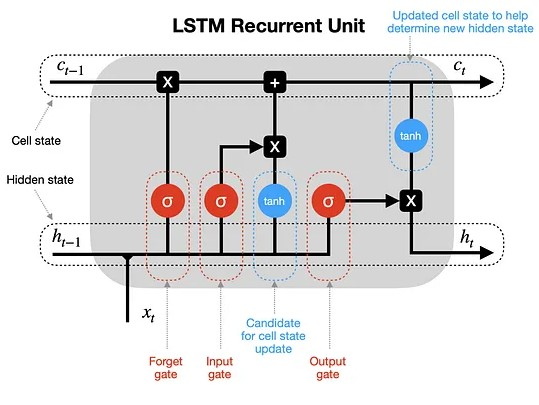 LSTM Recurrent Unit
Updated cell state to help
determine new hidden state
c_{t-1}
X
+
c_t
tanh
Cell state
X
Hidden state
σ
σ
tanh
σ
X
h_{t-1}
h_t
x_t
Candidate
for cell state
update
Forget
gate
Input
gate
Output
gate